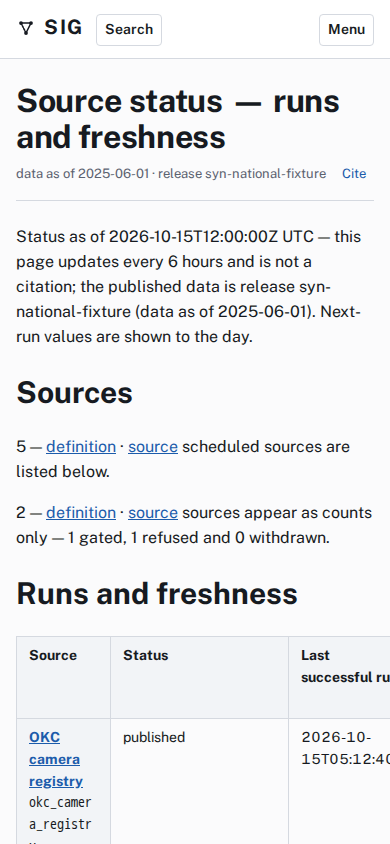 SIG Search Menu
Source status — runs
and freshness
data as of 2025-06-01 · release syn-national-fixture Cite
Status as of 2026-10-15T12:00:00Z UTC — this
page updates every 6 hours and is not a
citation; the published data is release syn-
national-fixture (data as of 2025-06-01). Next-
run values are shown to the day.
Sources
5 — definition · source scheduled sources are
listed below.
2 — definition · source sources appear as counts
only — 1 gated, 1 refused and 0 withdrawn.
Runs and freshness
Source Status Last
successful ru
OKC published 2026-10-
camera 15T05:12:40
registry
okc_camer
a_registr